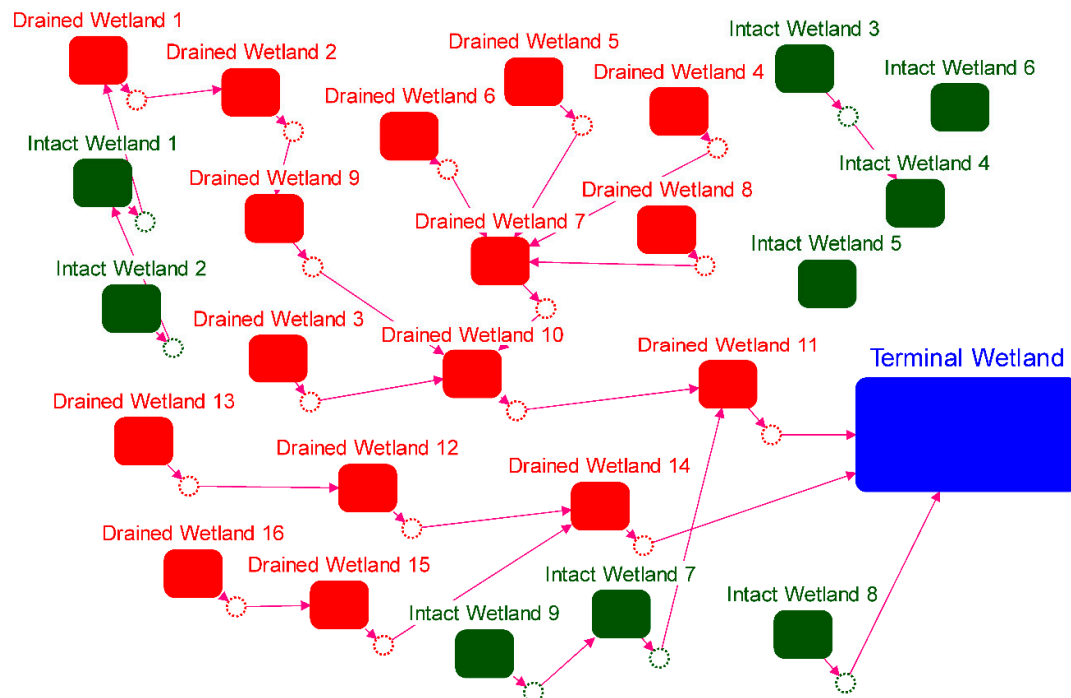 Drained Wetland 1
Drained Wetland 2
Drained Wetland 5
Intact Wetland 3
Drained Wetland 4
Intact Wetland 6
Drained Wetland 6
Intact Wetland 1
Intact Wetland 4
Drained Wetland 9
Drained Wetland 8
Drained Wetland 7
Intact Wetland 5
Intact Wetland 2
Drained Wetland 3
Drained Wetland 10
Drained Wetland 11
Terminal Wetland
Drained Wetland 13
Drained Wetland 12
Drained Wetland 14
Drained Wetland 16
Drained Wetland 15
Intact Wetland 7
Intact Wetland 8
Intact Wetland 9